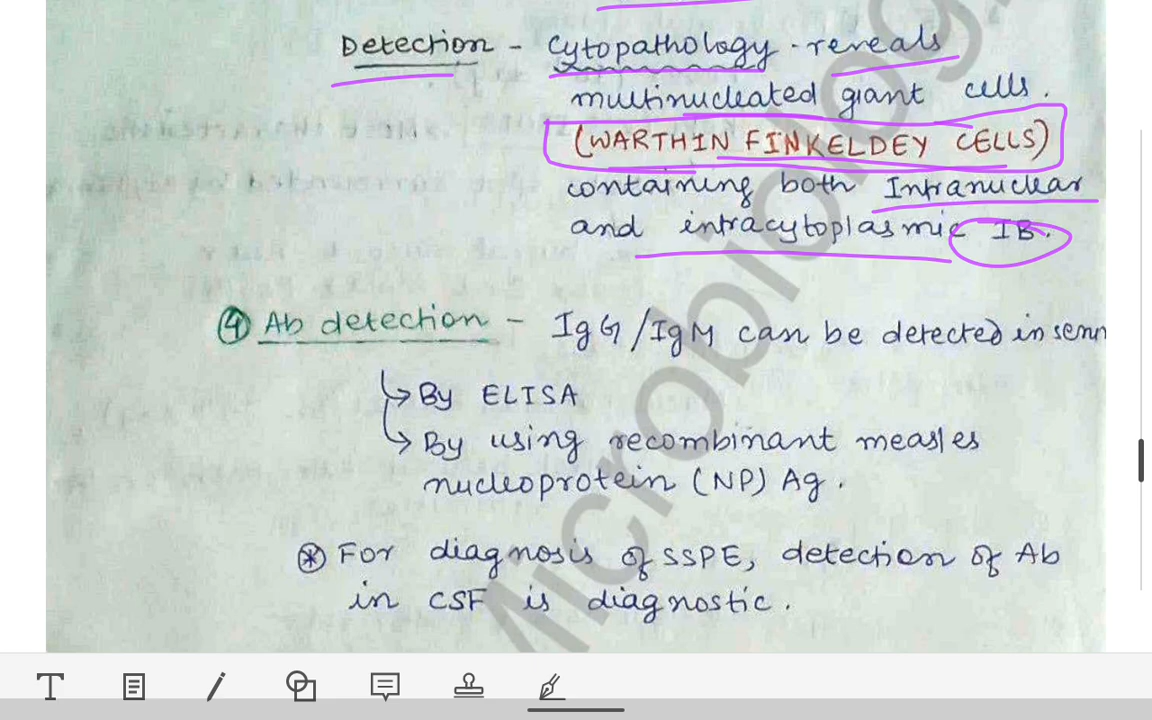 Detection - Cytopathology - reveals
multinucleated giant cells.
(WARTHIN FINKELDEY CELLS)
containing both Intranuclear
and intracytoplasmic IB.
④ Ab detection - IgG/IgM can be detected in
↳ By ELISA
↳ By using recombinant measles
nucleoprotein (NP) Ag.
⊛ For diagnosis of SSPE, detection of Ab
in CSF is diagnostic.
Microbiolog
T